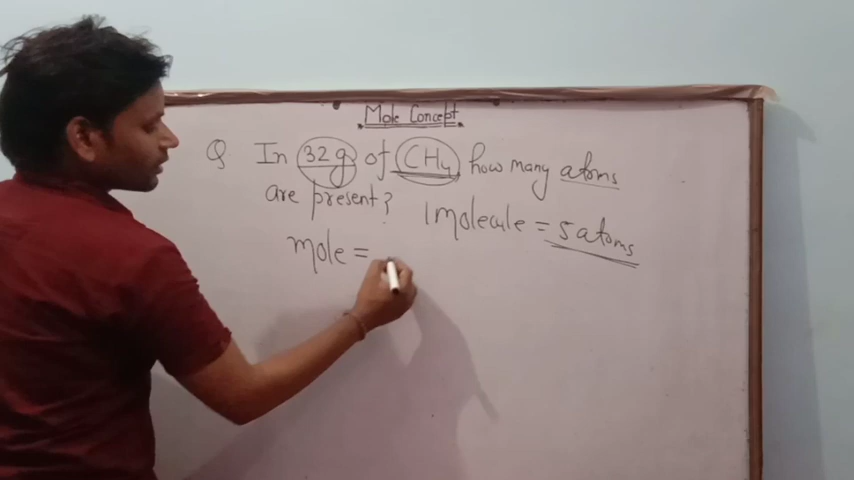 Mole Concept
Q In 32g of CH4 how many atoms
are present?
1 molecule = 5 atoms
mole =